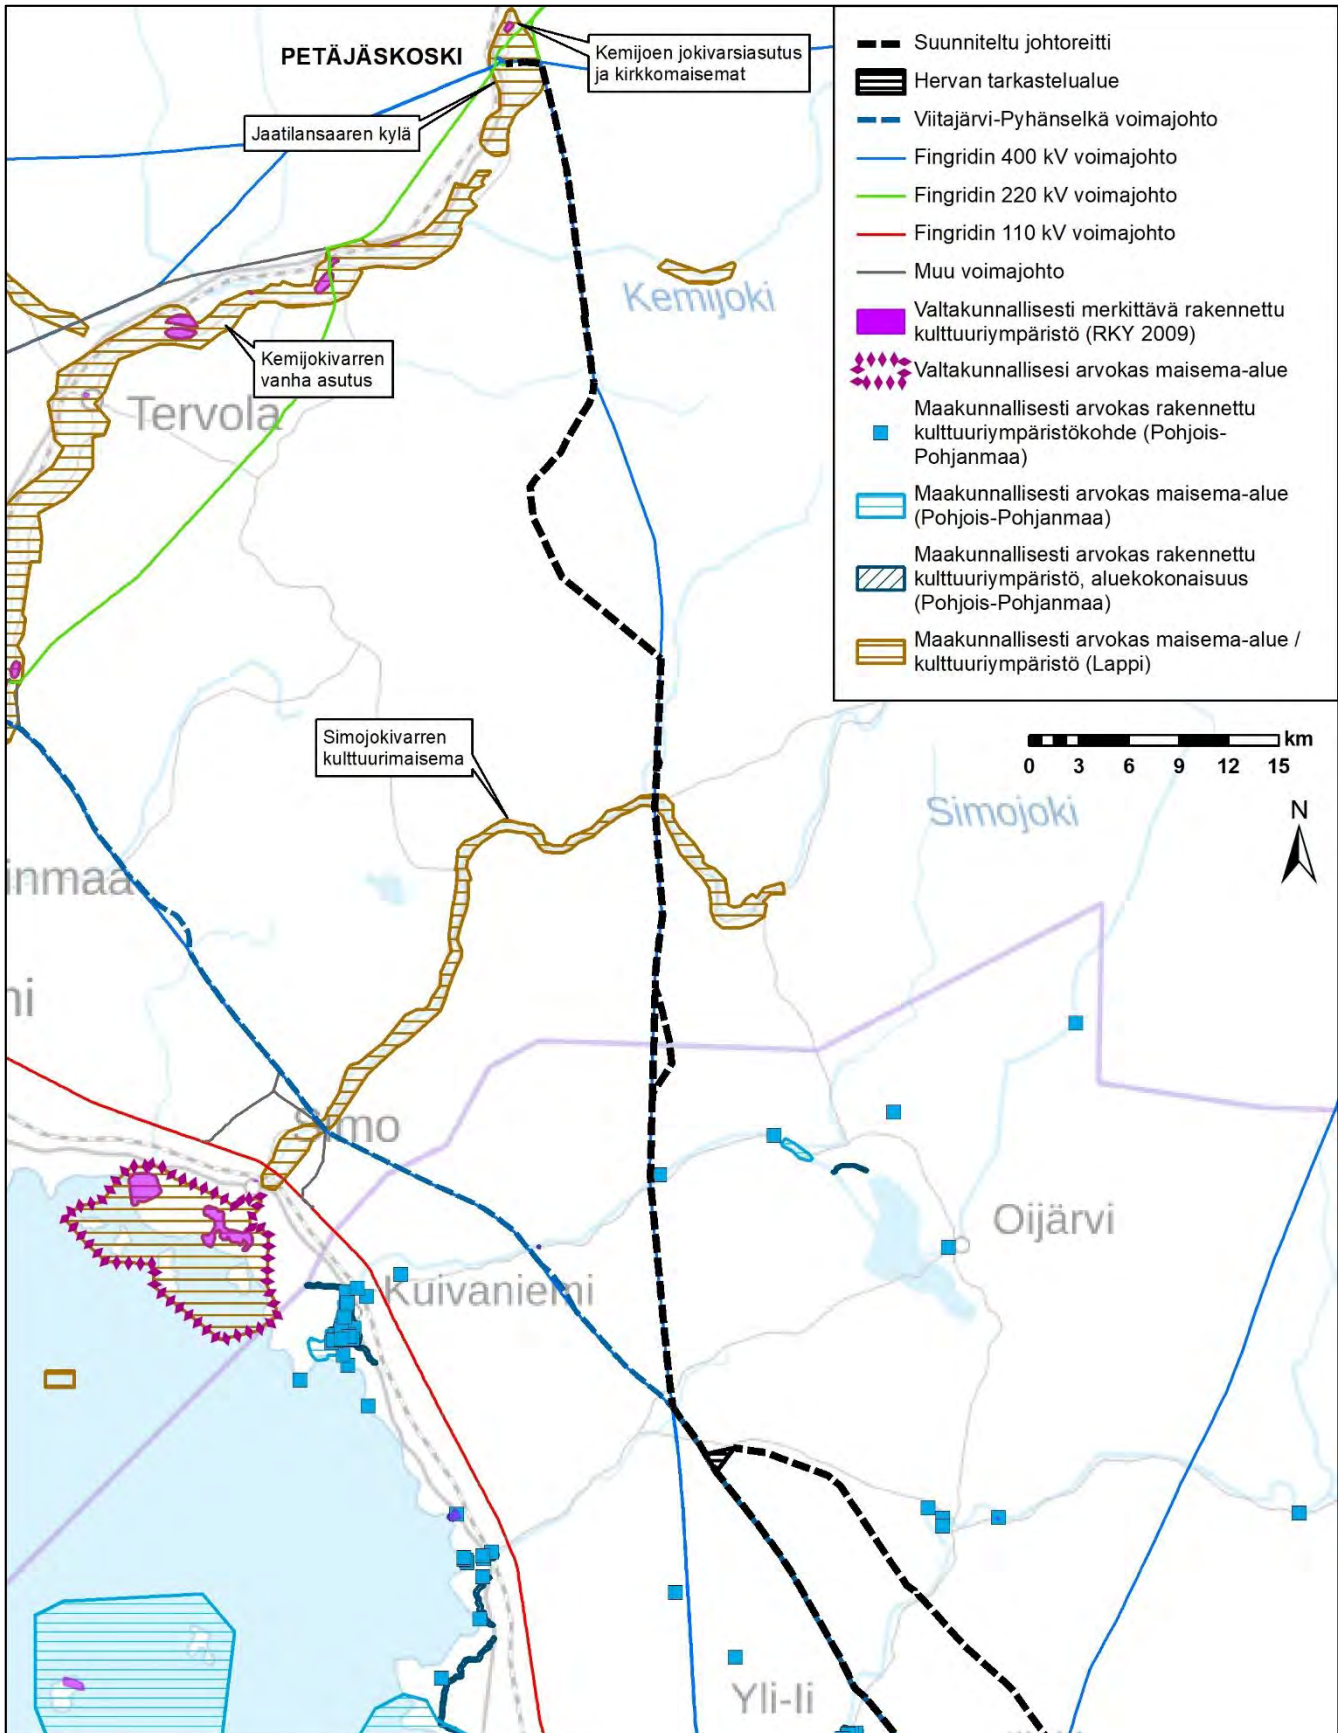 PETÄJÄSKOSKI
Kemijoen jokivarsiasutus
ja kirkkomaisemat
Jaatilansaaren kylä
Kemijoki
Kemijokivarren
vanha asutus
Tervola
Simojokivarren
kulttuurimaisema
Simojoki
inmaa
ni
Simo
Kuivaniemi
Oijärvi
Yli-Ii
Suunniteltu johtoreitti
Hervan tarkastelualue
Viitajärvi-Pyhänselkä voimajohto
Fingridin 400 kV voimajohto
Fingridin 220 kV voimajohto
Fingridin 110 kV voimajohto
Muu voimajohto
Valtakunnallisesti merkittävä rakennettu
kulttuuriympäristö (RKY 2009)
Valtakunnallisesi arvokas maisema-alue
Maakunnallisesti arvokas rakennettu
kulttuuriympäristökohde (Pohjois-
Pohjanmaa)
Maakunnallisesti arvokas maisema-alue
(Pohjois-Pohjanmaa)
Maakunnallisesti arvokas rakennettu
kulttuuriympäristö, aluekokonaisuus
(Pohjois-Pohjanmaa)
Maakunnallisesti arvokas maisema-alue /
kulttuuriympäristö (Lappi)
km
0 3 6 9 12 15
N